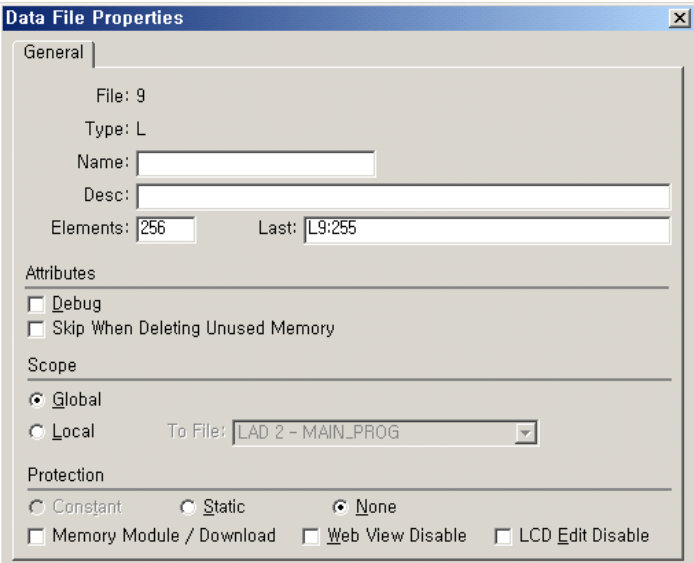 Data File Properties
General
File: 9
Type: L
Name:
Desc:
Elements: 256 Last: L9:255
Attributes
Debug
Skip When Deleting Unused Memory
Scope
Global
Local To File: LAD 2 - MAIN_PROG
Protection
Constant Static None
Memory Module / Download Web View Disable LCD Edit Disable